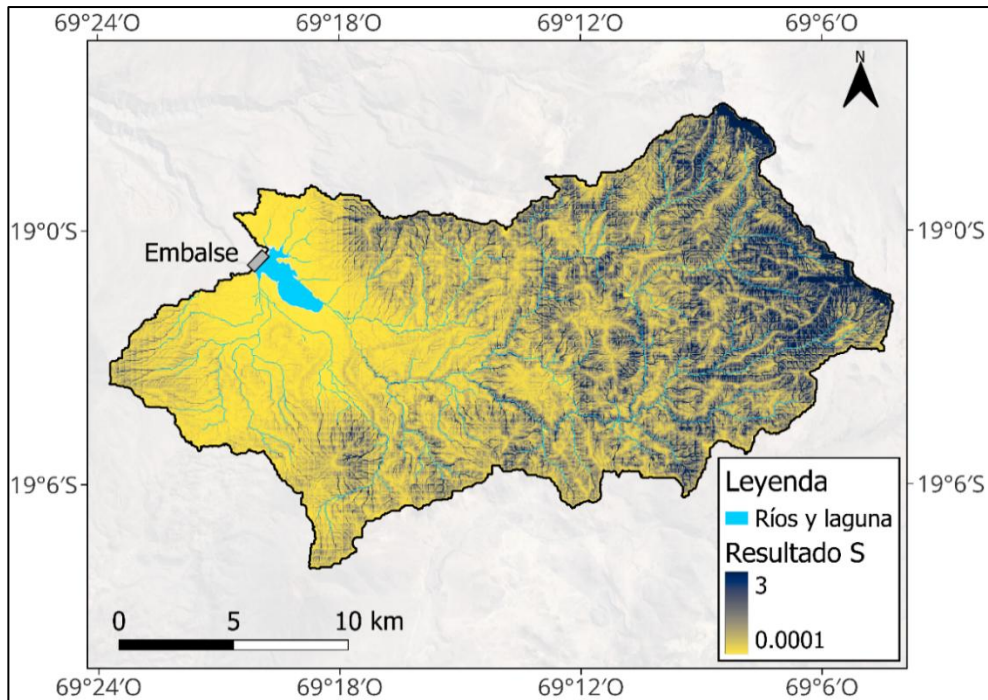 69°24′O 69°18′O 69°12′O 69°6′O
N
19°0′S 19°0′S
Embalse
19°6′S 19°6′S
Leyenda
Ríos y laguna
Resultado S
3
0.0001
0 5 10 km
69°24′O 69°18′O 69°12′O 69°6′O